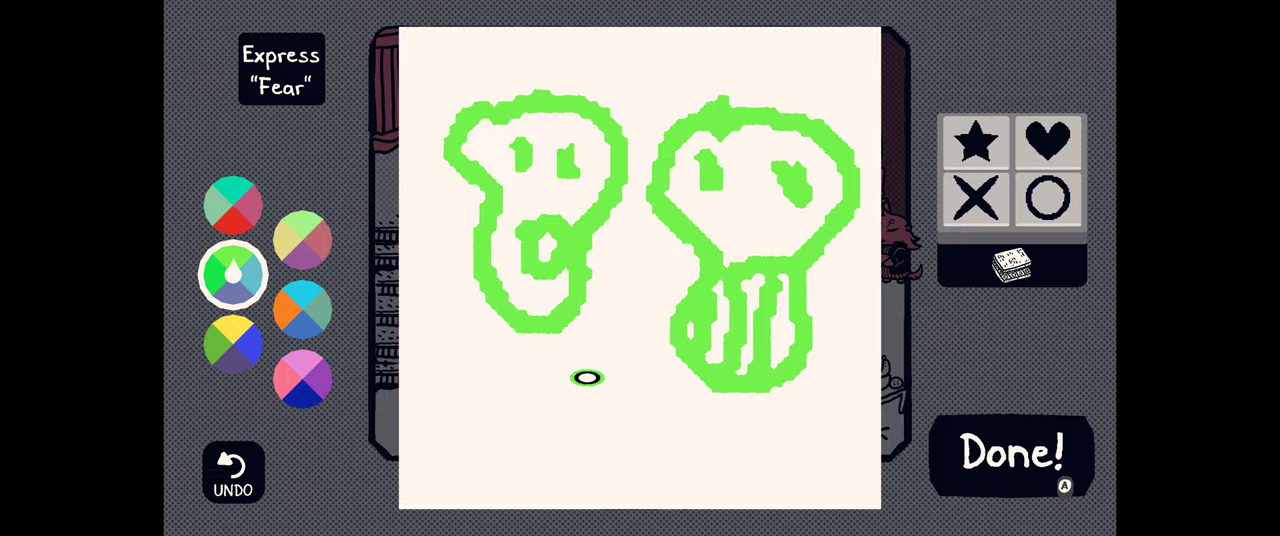 Express
"Fear"
UNDO
Done!
A